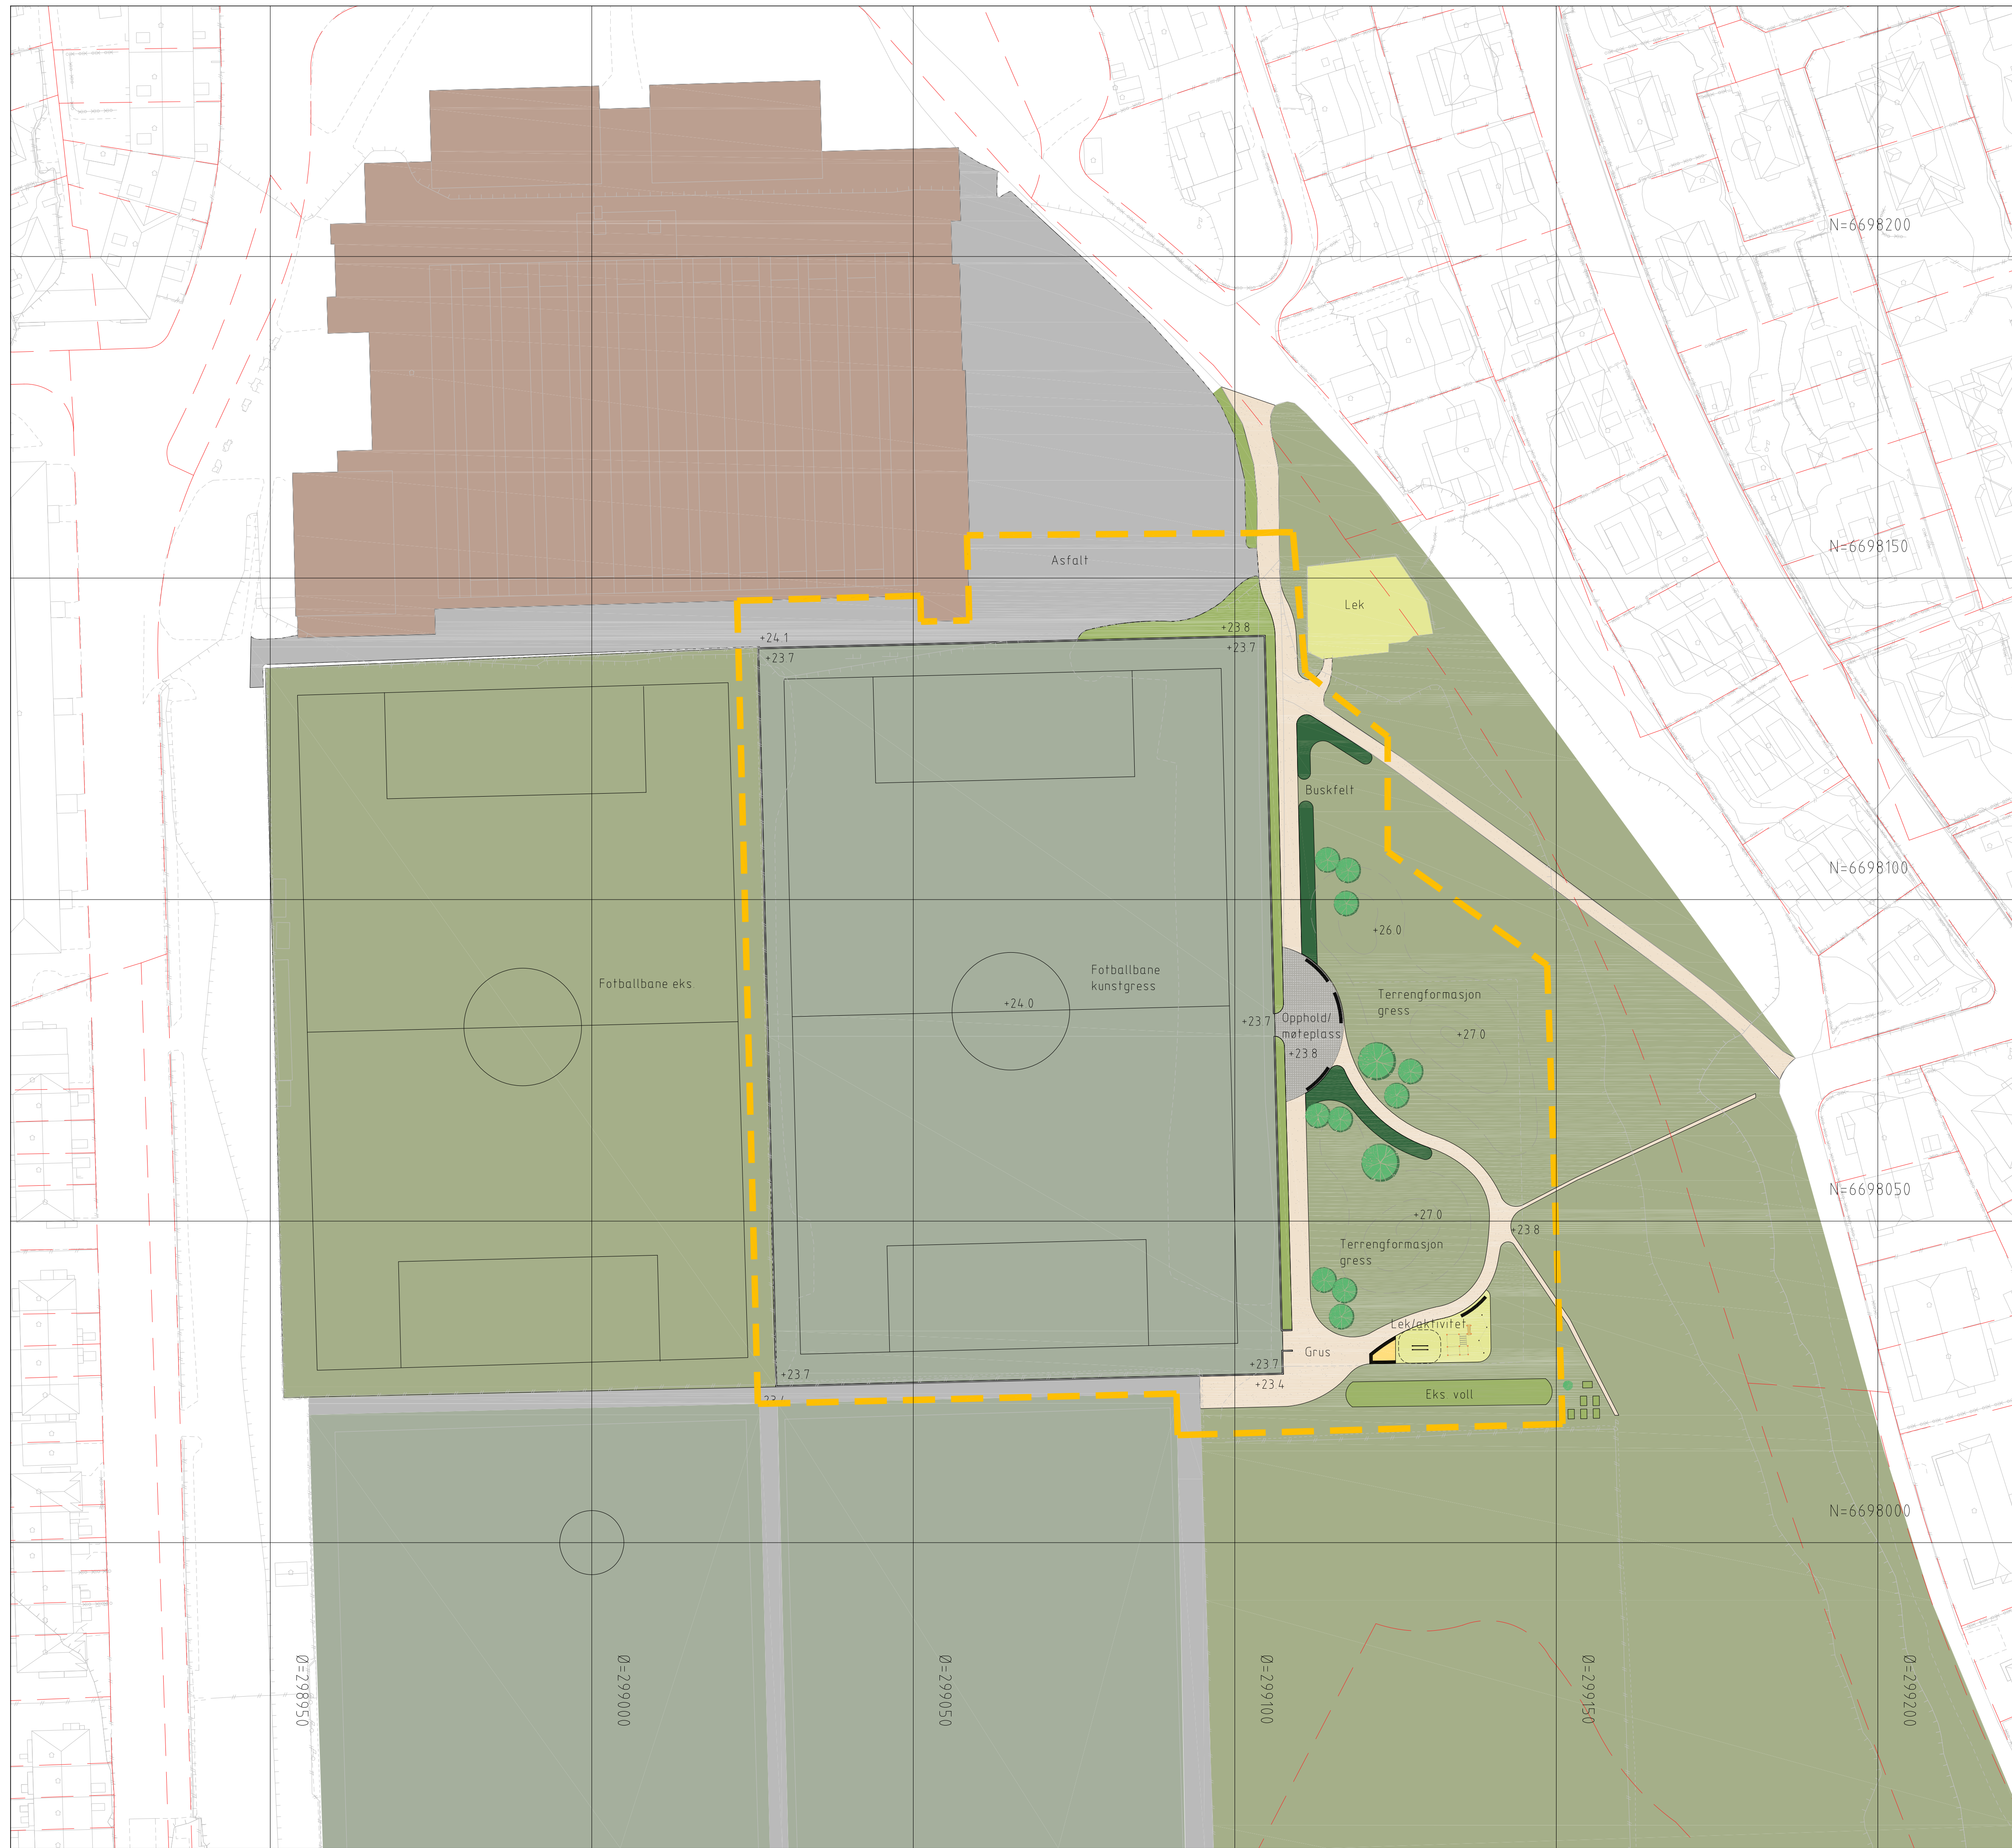 N=6698200
N=6698150
Asfalt
Lek
+23.8
+24.1
+23.7
+23.7
Buskfelt
N=6698100
+26.0
Fotballbane eks.
Fotballbane
kunstgress
+24.0
Terrengformasjon
gress
+23.7
Opphold/
møteplass
+27.0
+23.8
N=6698050
+27.0
+23.8
Terrengformasjon
gress
Lek/aktivitet
Grus
+23.7
+23.7
+23.4
Eks voll
N=6698000
Ø=298950
Ø=299000
Ø=299050
Ø=299100
Ø=299150
Ø=299200